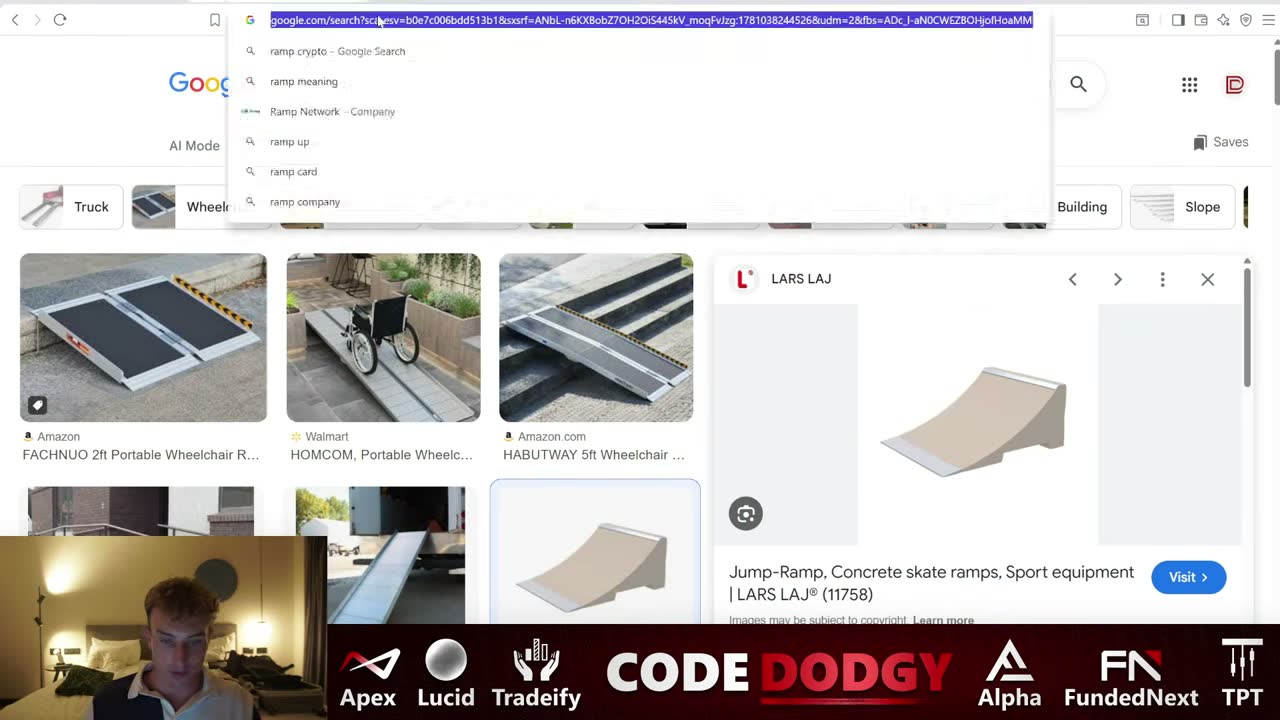 google.com/search?sca_esv=b0e7c006bdd513b1&sxsrf=ANbL-n6KXBobZ7OH2OiS445kV_moqFvJzg:1781038244526&udm=2&fbs=ADc_l-aN0CWEZBOHjofHoaMM
ramp crypto – Google Search
ramp meaning
Ramp Network - Company
ramp up
ramp card
ramp company
Goog
AI Mode
Saves
Truck
Wheelc
Building
Slope
LARS LAJ
Amazon
FACHNUO 2ft Portable Wheelchair R...
Walmart
HOMCOM, Portable Wheelc...
Amazon.com
HABUTWAY 5ft Wheelchair ...
Jump-Ramp, Concrete skate ramps, Sport equipment
| LARS LAJ® (11758)
Visit
Images may be subject to copyright. Learn more
Apex
Lucid
Tradeify
CODE DODGY
Alpha
FN
FundedNext
TPT